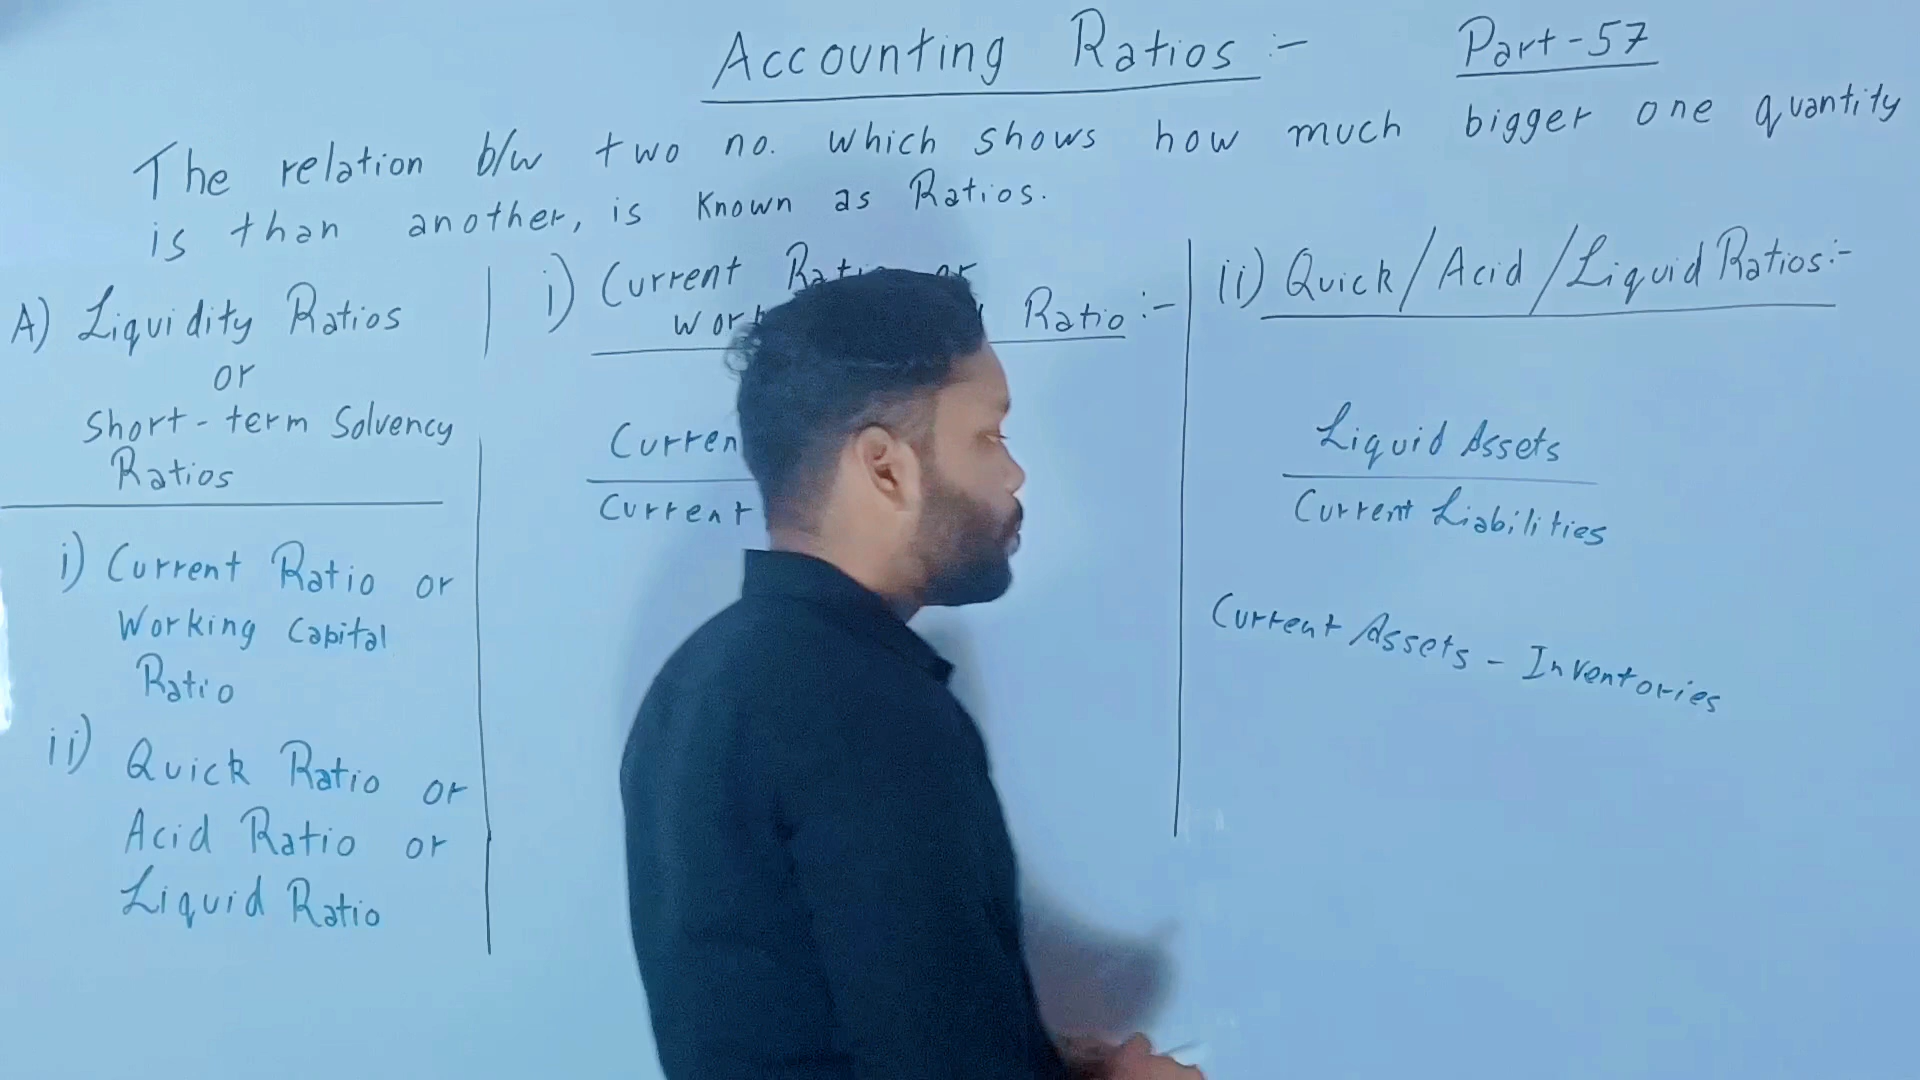 Accounting Ratios :-
Part-57
The relation b/w two no. which shows how much bigger one quantity
is than another, is Known as Ratios.
A) Liquidity Ratios
or
Short-term Solvency
Ratios
i) Current Ratio or
Working Capital
Ratio
ii) Quick Ratio or
Acid Ratio or
Liquid Ratio
i) Current Ratio or
Ratio :-
Current
ii) Quick/Acid/Liquid Ratios:-
Liquid Assets
Current Liabilities
Current Assets - Inventories